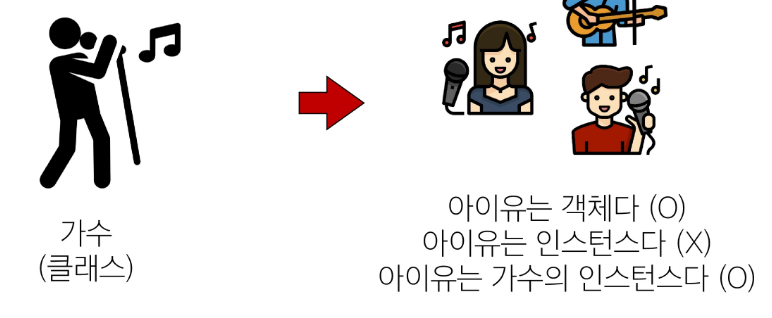 가수
(클래스)
아이유는 객체다 (O)
아이유는 인스턴스다 (X)
아이유는 가수의 인스턴스다 (O)